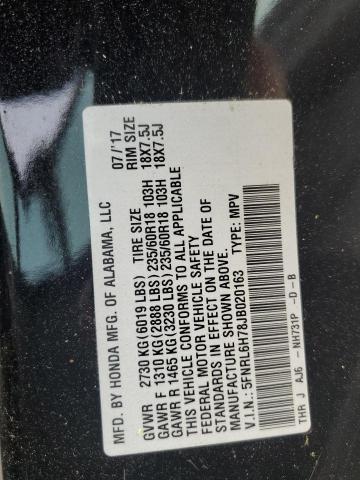 MFD. BY HONDA MFG. OF ALABAMA, LLC 07/'17
TIRE SIZE RIM SIZE
GVWR 2730 KG(6019 LBS)
GAWR F 1310 KG(2888 LBS) 235/60R18 103H 18X7.5J
GAWR R 1465 KG(3230 LBS) 235/60R18 103H 18X7.5J
THIS VEHICLE CONFORMS TO ALL APPLICABLE
FEDERAL MOTOR VEHICLE SAFETY
STANDARDS IN EFFECT ON THE DATE OF
MANUFACTURE SHOWN ABOVE.
V.I.N.: 5FNRL6H78JB020163 TYPE: MPV
THR J AJ6 -NH731P -D -B